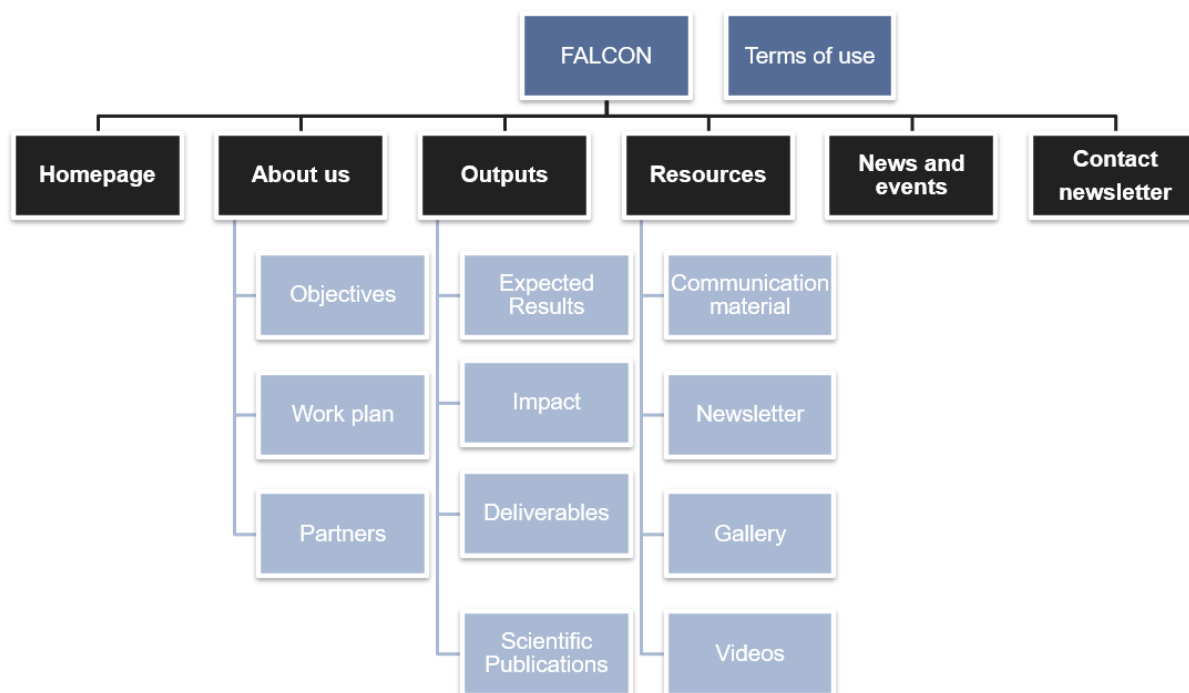 FALCON
Terms of use
Homepage
About us
Outputs
Resources
News and
events
Contact
newsletter
Objectives
Work plan
Partners
Expected
Results
Impact
Deliverables
Scientific
Publications
Communication
material
Newsletter
Gallery
Videos